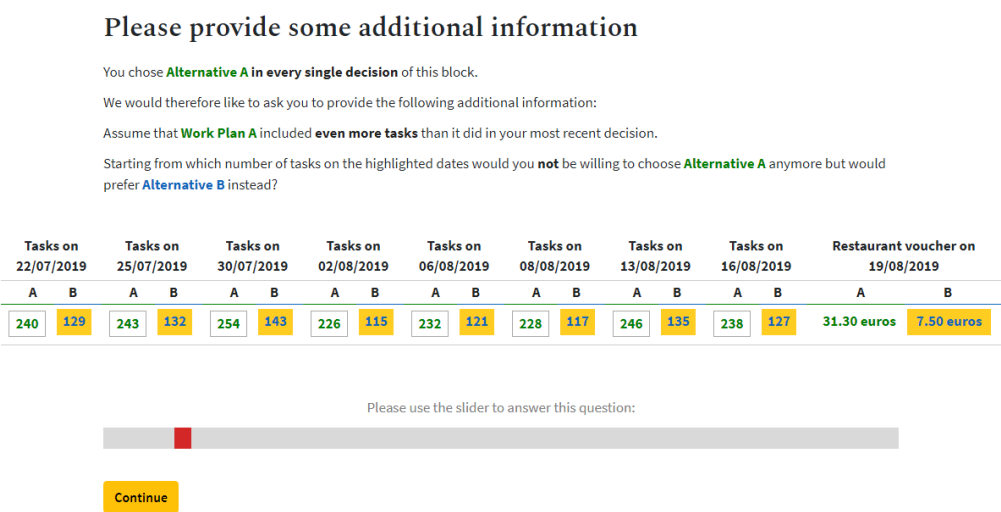 Please provide some additional information
You chose Alternative A in every single decision of this block.
We would therefore like to ask you to provide the following additional information:
Assume that Work Plan A included even more tasks than it did in your most recent decision.
Starting from which number of tasks on the highlighted dates would you not be willing to choose Alternative A anymore but would
prefer Alternative B instead?
Tasks on Tasks on Tasks on Tasks on Tasks on Tasks on Tasks on Tasks on Restaurant voucher on
22/07/2019 25/07/2019 30/07/2019 02/08/2019 06/08/2019 08/08/2019 13/08/2019 16/08/2019 19/08/2019
A B A B A B A B A B A B A B A B A B
240 129 243 132 254 143 226 115 232 121 228 117 246 135 238 127 31.30 euros 7.50 euros
Please use the slider to answer this question:
Continue